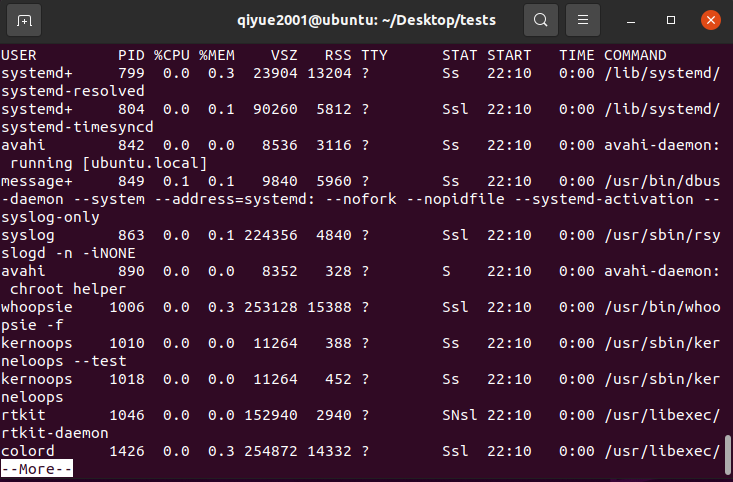 qiyue2001@ubuntu: ~/Desktop/tests
USER         PID %CPU %MEM    VSZ   RSS TTY      STAT START   TIME COMMAND
systemd+     799  0.0  0.3  23904 13204 ?        Ss   22:10   0:00 /lib/systemd/
systemd-resolved
systemd+     804  0.0  0.1  90260  5812 ?        Ssl  22:10   0:00 /lib/systemd/
systemd-timesyncd
avahi        842  0.0  0.0   8536  3116 ?        Ss   22:10   0:00 avahi-daemon:
 running [ubuntu.local]
message+     849  0.1  0.1   9840  5960 ?        Ss   22:10   0:00 /usr/bin/dbus
-daemon --system --address=systemd: --nofork --nopidfile --systemd-activation --
syslog-only
syslog       863  0.0  0.1 224356  4840 ?        Ssl  22:10   0:00 /usr/sbin/rsy
slogd -n -iNONE
avahi        890  0.0  0.0   8352   328 ?        S    22:10   0:00 avahi-daemon:
 chroot helper
whoopsie    1006  0.0  0.3 253128 15388 ?        Ssl  22:10   0:00 /usr/bin/whoo
psie -f
kernoops    1010  0.0  0.0  11264   388 ?        Ss   22:10   0:00 /usr/sbin/ker
neloops --test
kernoops    1018  0.0  0.0  11264   452 ?        Ss   22:10   0:00 /usr/sbin/ker
neloops
rtkit       1046  0.0  0.0 152940  2940 ?        SNsl 22:10   0:00 /usr/libexec/
rtkit-daemon
colord      1426  0.0  0.3 254872 14332 ?        Ssl  22:10   0:00 /usr/libexec/
--More--